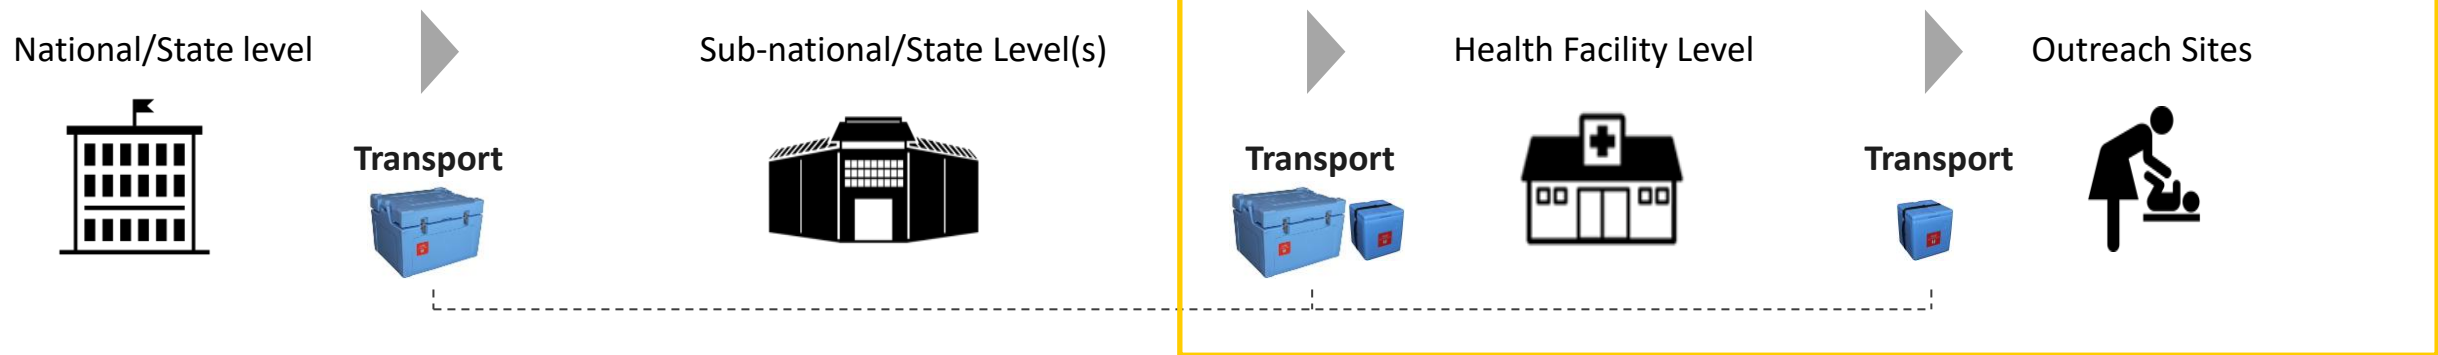 National/State level
Sub-national/State Level(s)
Health Facility Level
Outreach Sites
Transport
Transport
Transport